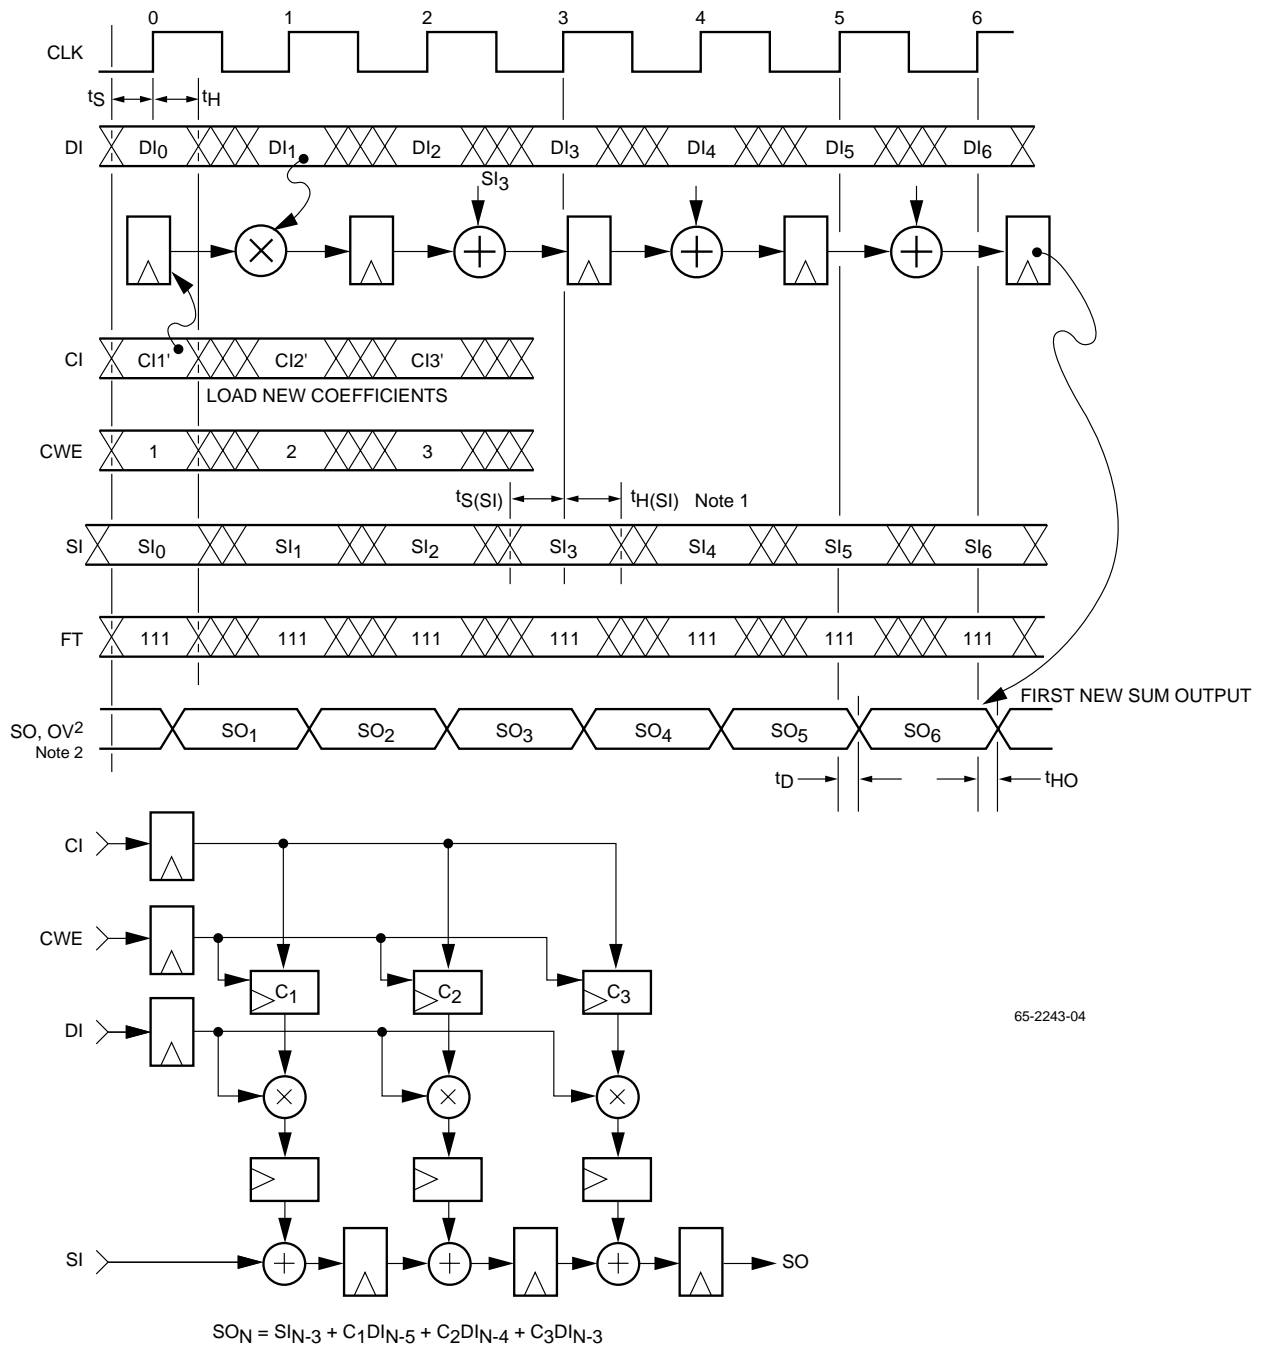 0 1 2 3 4 5 6
CLK
tS tH
DI DI0 DI1 DI2 DI3 DI4 DI5 DI6
SI3
CI CI1' CI2' CI3'
LOAD NEW COEFFICIENTS
CWE 1 2 3
tS(SI) tH(SI) Note 1
SI SI0 SI1 SI2 SI3 SI4 SI5 SI6
FT 111 111 111 111 111 111 111
FIRST NEW SUM OUTPUT
SO, OV2 SO1 SO2 SO3 SO4 SO5 SO6
Note 2
tD tHO
CI
CWE
C1 C2 C3
DI
65-2243-04
SI SO
SON = SIN-3 + C1DIN-5 + C2DIN-4 + C3DIN-3